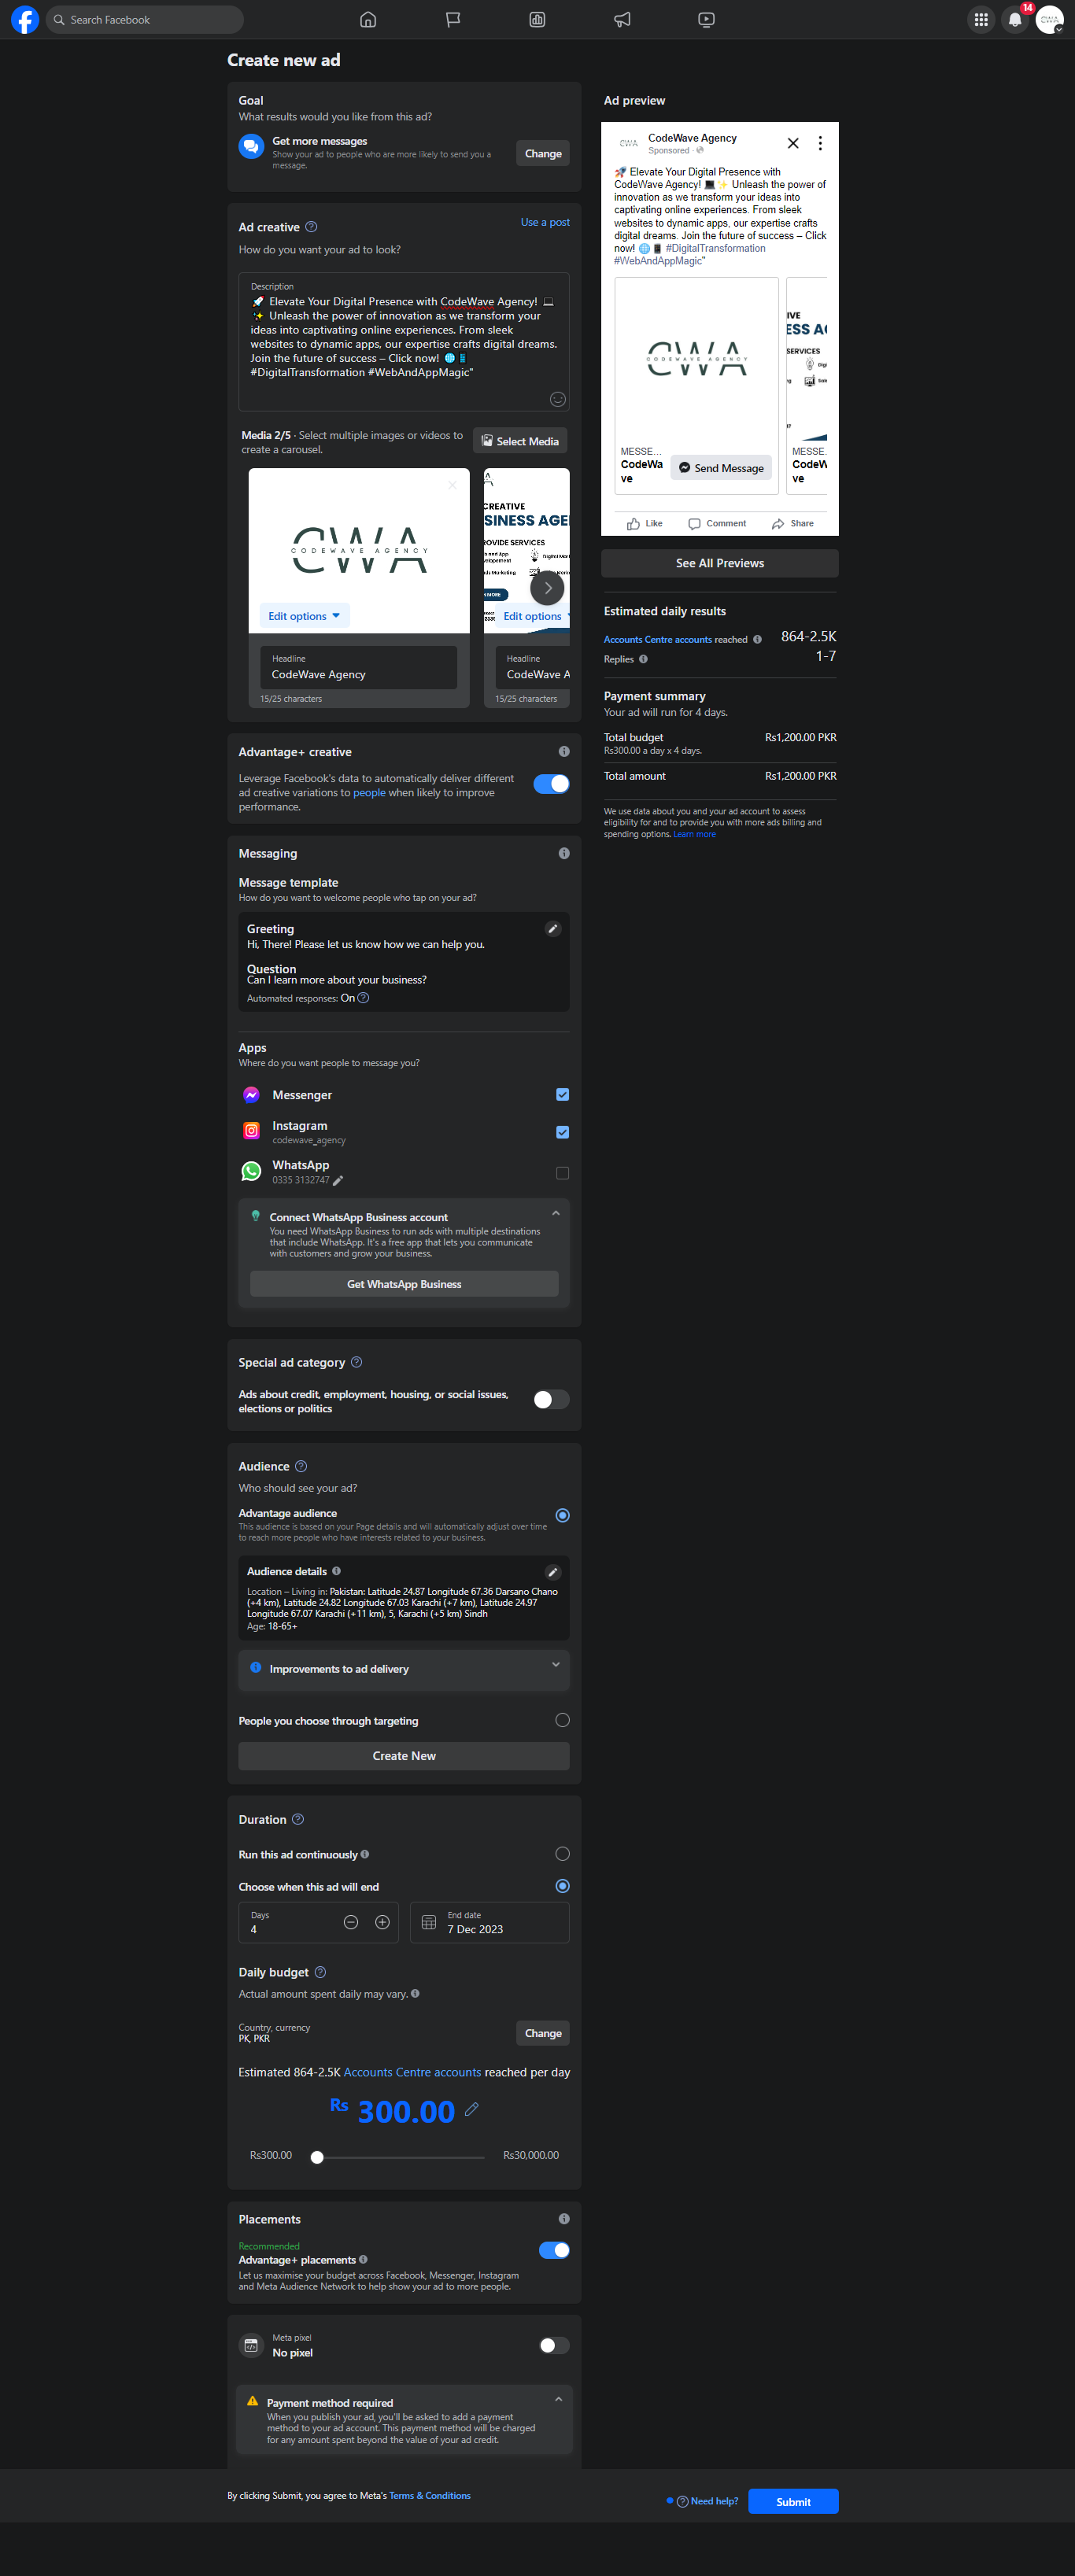 Search Facebook
14
Create new ad
Goal
What results would you like from this ad?
Get more messages
Show your ad to people who are more likely to send you a
message.
Change
Ad creative
Use a post
How do you want your ad to look?
Description
🚀 Elevate Your Digital Presence with CodeWave Agency! 💻
✨ Unleash the power of innovation as we transform your
ideas into captivating online experiences. From sleek
websites to dynamic apps, our expertise crafts digital dreams.
Join the future of success – Click now! 🌐📱
#DigitalTransformation #WebAndAppMagic"
Media 2/5 · Select multiple images or videos to
create a carousel.
Select Media
CWA
CODEWAVE AGENCY
Edit options
Headline
CodeWave Agency
15/25 characters
CREATIVE
SINESS AGE
ROVIDE SERVICES
Edit options
Headline
CodeWave A
15/25 characters
Advantage+ creative
Leverage Facebook's data to automatically deliver different
ad creative variations to people when likely to improve
performance.
Messaging
Message template
How do you want to welcome people who tap on your ad?
Greeting
Hi, There! Please let us know how we can help you.
Question
Can I learn more about your business?
Automated responses: On
Apps
Where do you want people to message you?
Messenger
Instagram
codewave_agency
WhatsApp
0335 3132747
Connect WhatsApp Business account
You need WhatsApp Business to run ads with multiple destinations
that include WhatsApp. It's a free app that lets you communicate
with customers and grow your business.
Get WhatsApp Business
Special ad category
Ads about credit, employment, housing, or social issues,
elections or politics
Audience
Who should see your ad?
Advantage audience
This audience is based on your Page details and will automatically adjust over time
to reach more people who have interests related to your business.
Audience details
Location – Living in: Pakistan: Latitude 24.87 Longitude 67.36 Darsano Chano
(+4 km), Latitude 24.82 Longitude 67.03 Karachi (+7 km), Latitude 24.97
Longitude 67.07 Karachi (+11 km), 5, Karachi (+5 km) Sindh
Age: 18-65+
Improvements to ad delivery
People you choose through targeting
Create New
Duration
Run this ad continuously
Choose when this ad will end
Days
4
End date
7 Dec 2023
Daily budget
Actual amount spent daily may vary.
Country, currency
PK, PKR
Change
Estimated 864-2.5K Accounts Centre accounts reached per day
Rs 300.00
Rs300.00
Rs30,000.00
Placements
Recommended
Advantage+ placements
Let us maximise your budget across Facebook, Messenger, Instagram
and Meta Audience Network to help show your ad to more people.
Meta pixel
No pixel
Payment method required
When you publish your ad, you'll be asked to add a payment
method to your ad account. This payment method will be charged
for any amount spent beyond the value of your ad credit.
Ad preview
CWA
CodeWave Agency
Sponsored ·
🚀 Elevate Your Digital Presence with
CodeWave Agency! 💻✨ Unleash the power of
innovation as we transform your ideas into
captivating online experiences. From sleek
websites to dynamic apps, our expertise crafts
digital dreams. Join the future of success – Click
now! 🌐📱 #DigitalTransformation
#WebAndAppMagic"
CWA
CODEWAVE AGENCY
MESSE...
CodeWa
ve
Send Message
IVE
ESS A
SERVICES
MESSE...
CodeW
ve
Like
Comment
Share
See All Previews
Estimated daily results
Accounts Centre accounts reached
864-2.5K
Replies
1-7
Payment summary
Your ad will run for 4 days.
Total budget
Rs1,200.00 PKR
Rs300.00 a day x 4 days.
Total amount
Rs1,200.00 PKR
We use data about you and your ad account to assess
eligibility for and to provide you with more ads billing and
spending options. Learn more
By clicking Submit, you agree to Meta's Terms & Conditions
Need help?
Submit